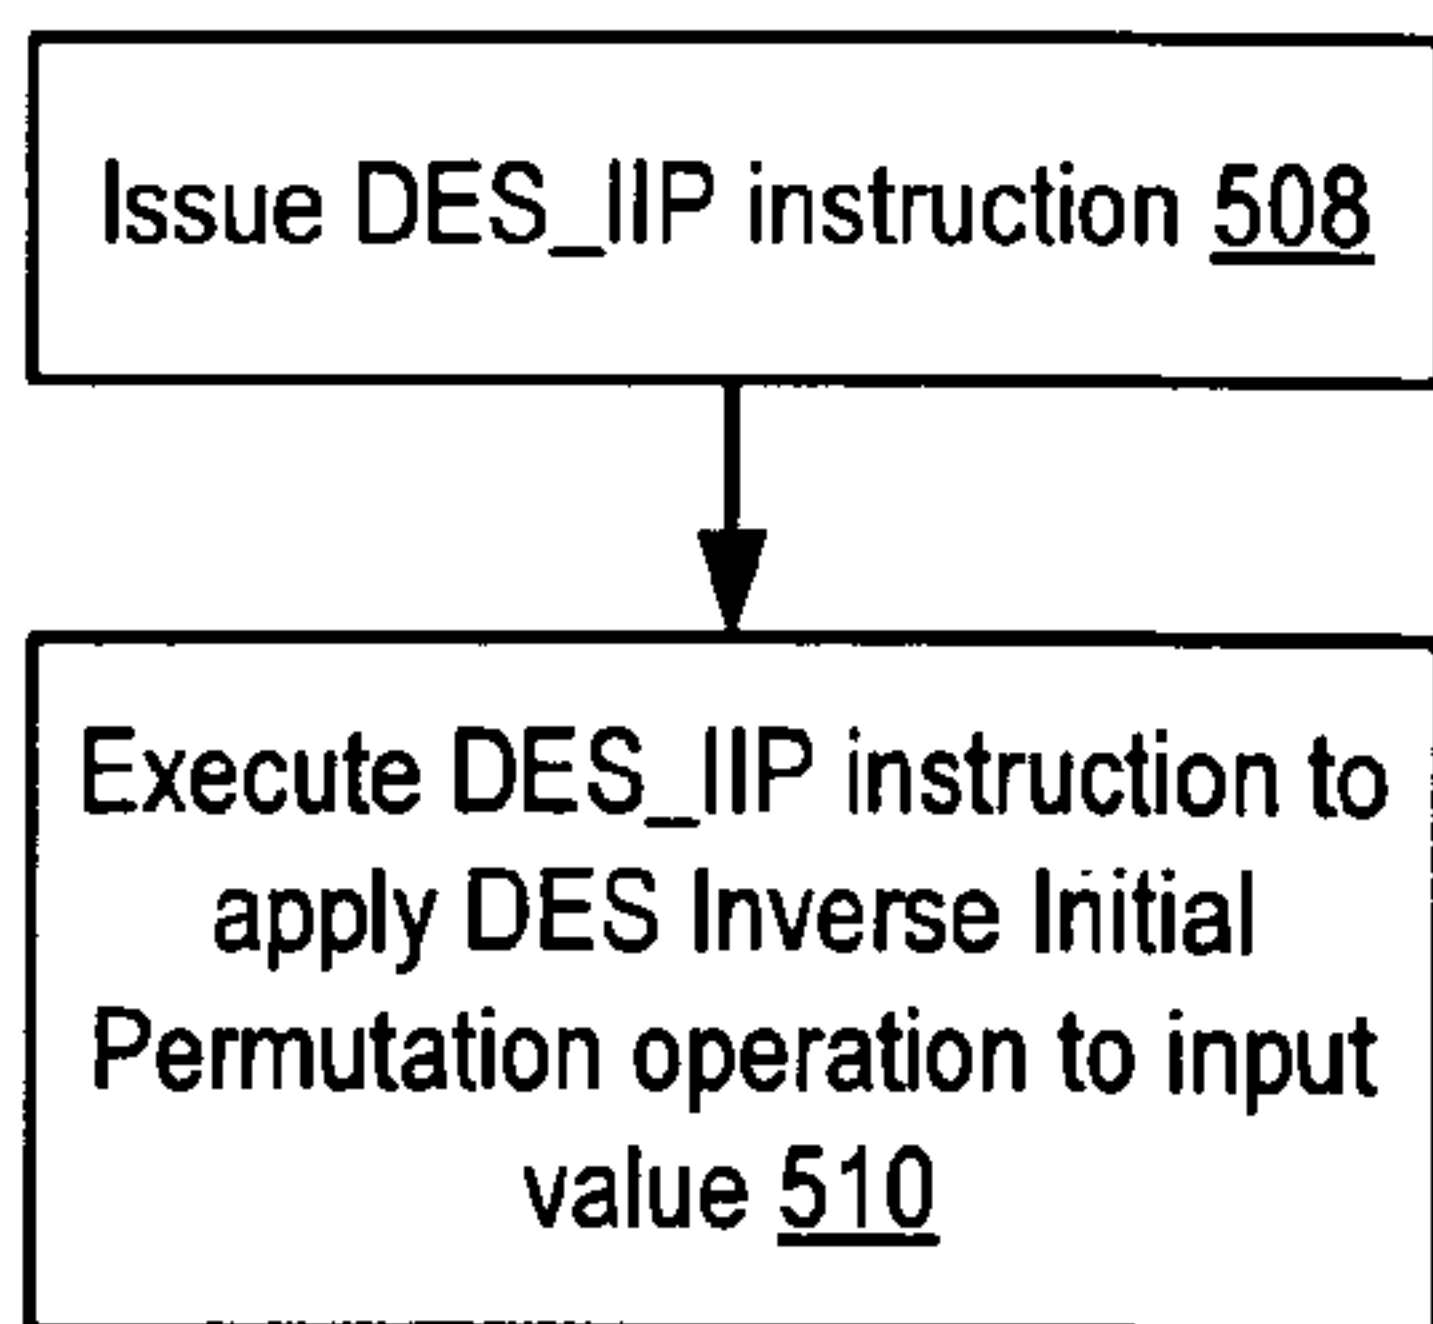 Issue DES_IIP instruction 508
Execute DES_IIP instruction to
apply DES Inverse Initial
Permutation operation to input
value 510